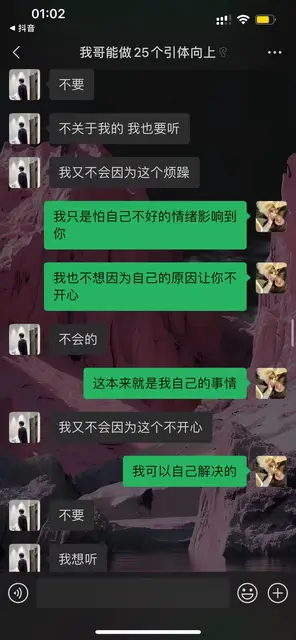 01:02
抖音
我哥能做25个引体向上
不要
不关于我的 我也要听
我又不会因为这个烦躁
我只是怕自己不好的情绪影响到
你
我也不想因为自己的原因让你不
开心
不会的
这本来就是我自己的事情
我又不会因为这个不开心
我可以自己解决的
不要
我想听